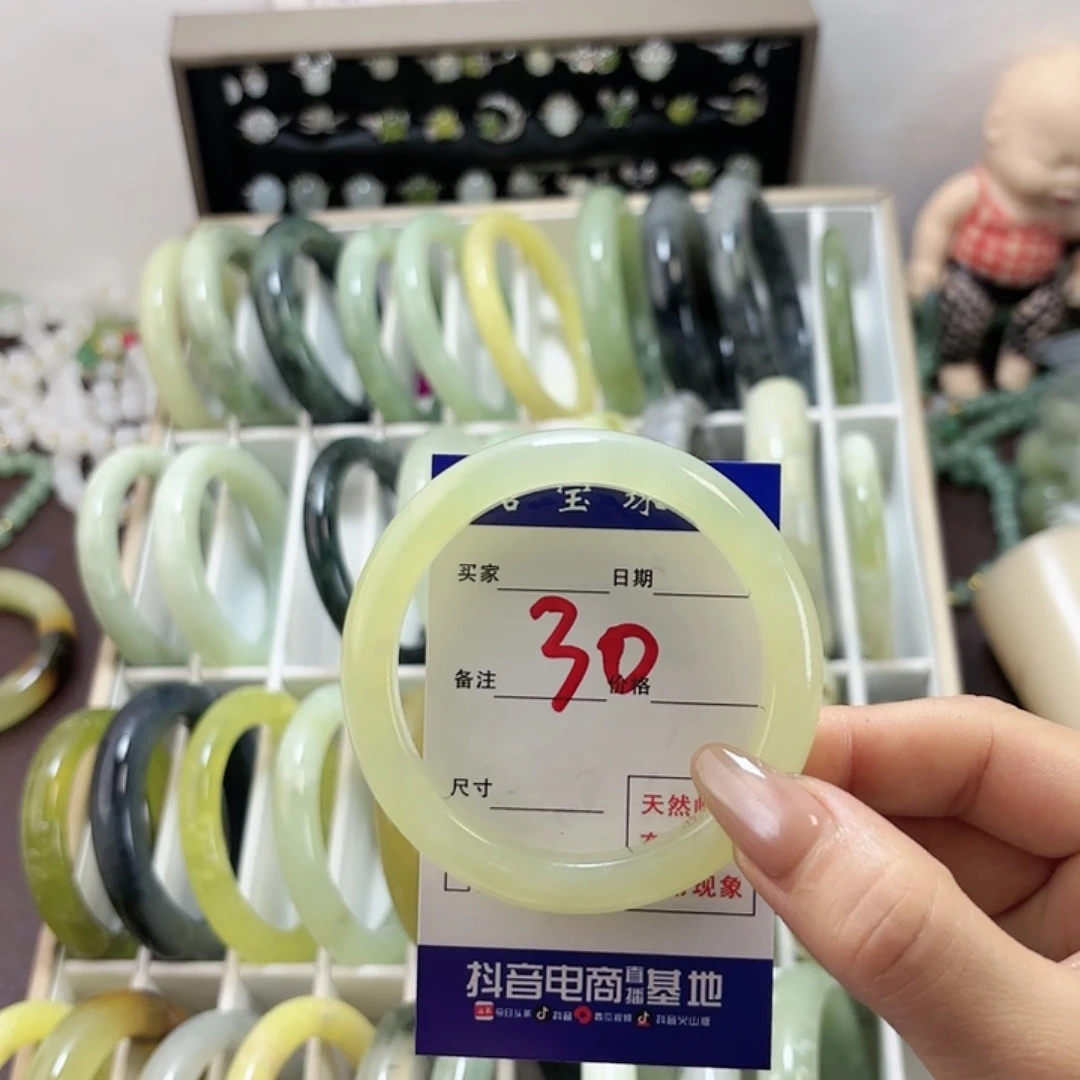 宝
买家 日期
30
备注 价格
尺寸
天然
现象
抖音电商直播基地
今日头条 抖音 西瓜视频 抖音火山版